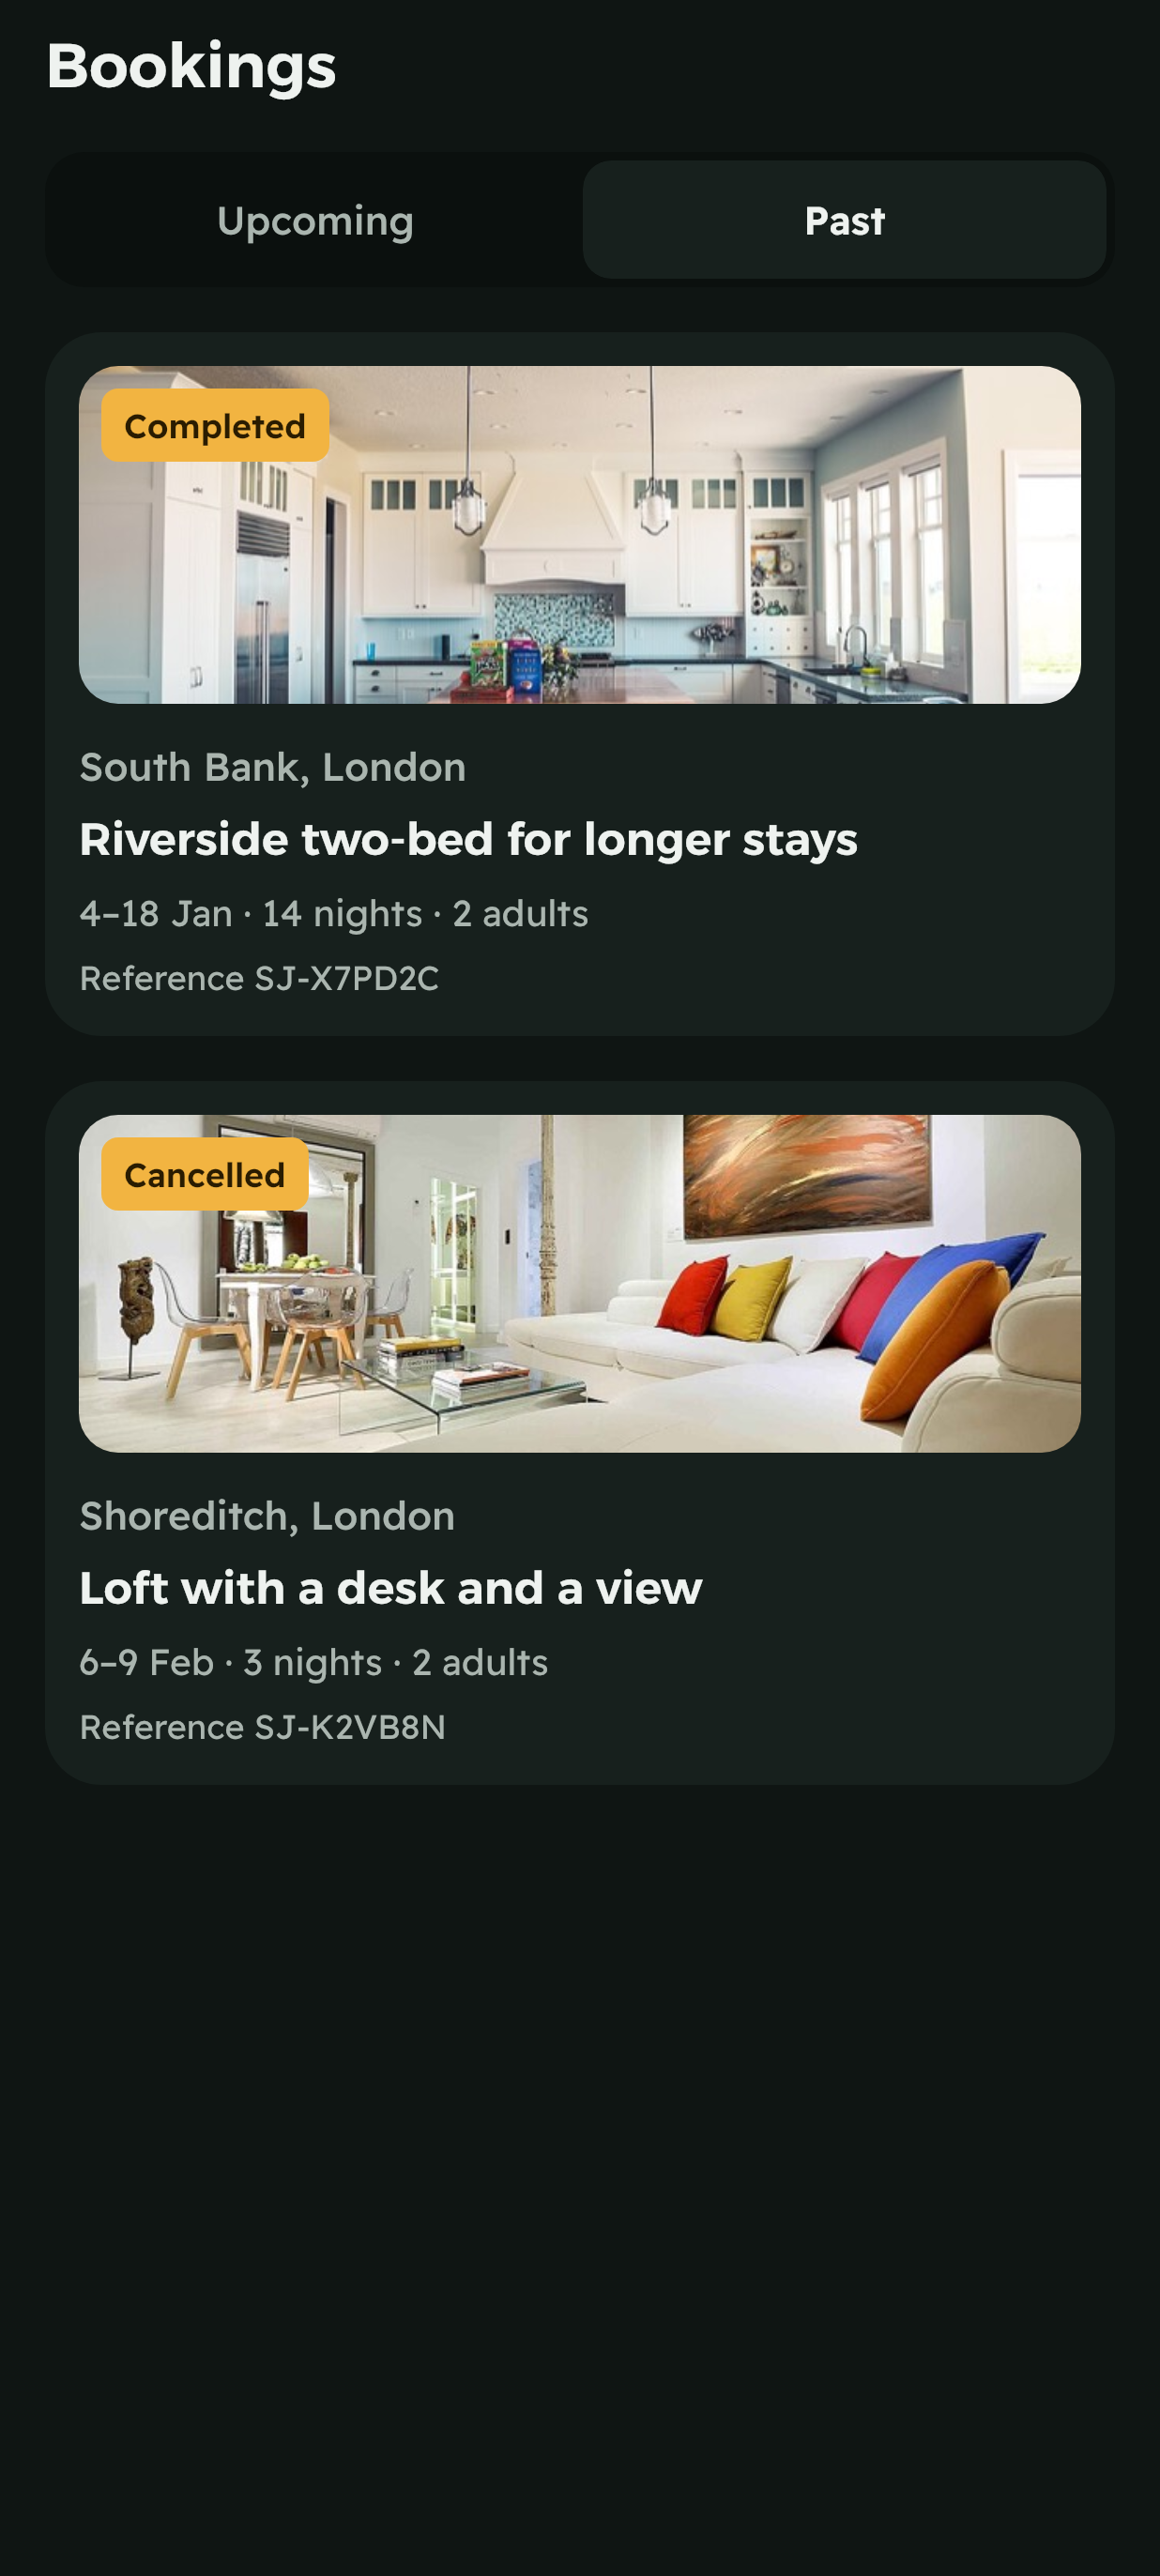 Bookings
Upcoming
Past
Completed
South Bank, London
Riverside two-bed for longer stays
4–18 Jan · 14 nights · 2 adults
Reference SJ-X7PD2C
Cancelled
Shoreditch, London
Loft with a desk and a view
6–9 Feb · 3 nights · 2 adults
Reference SJ-K2VB8N